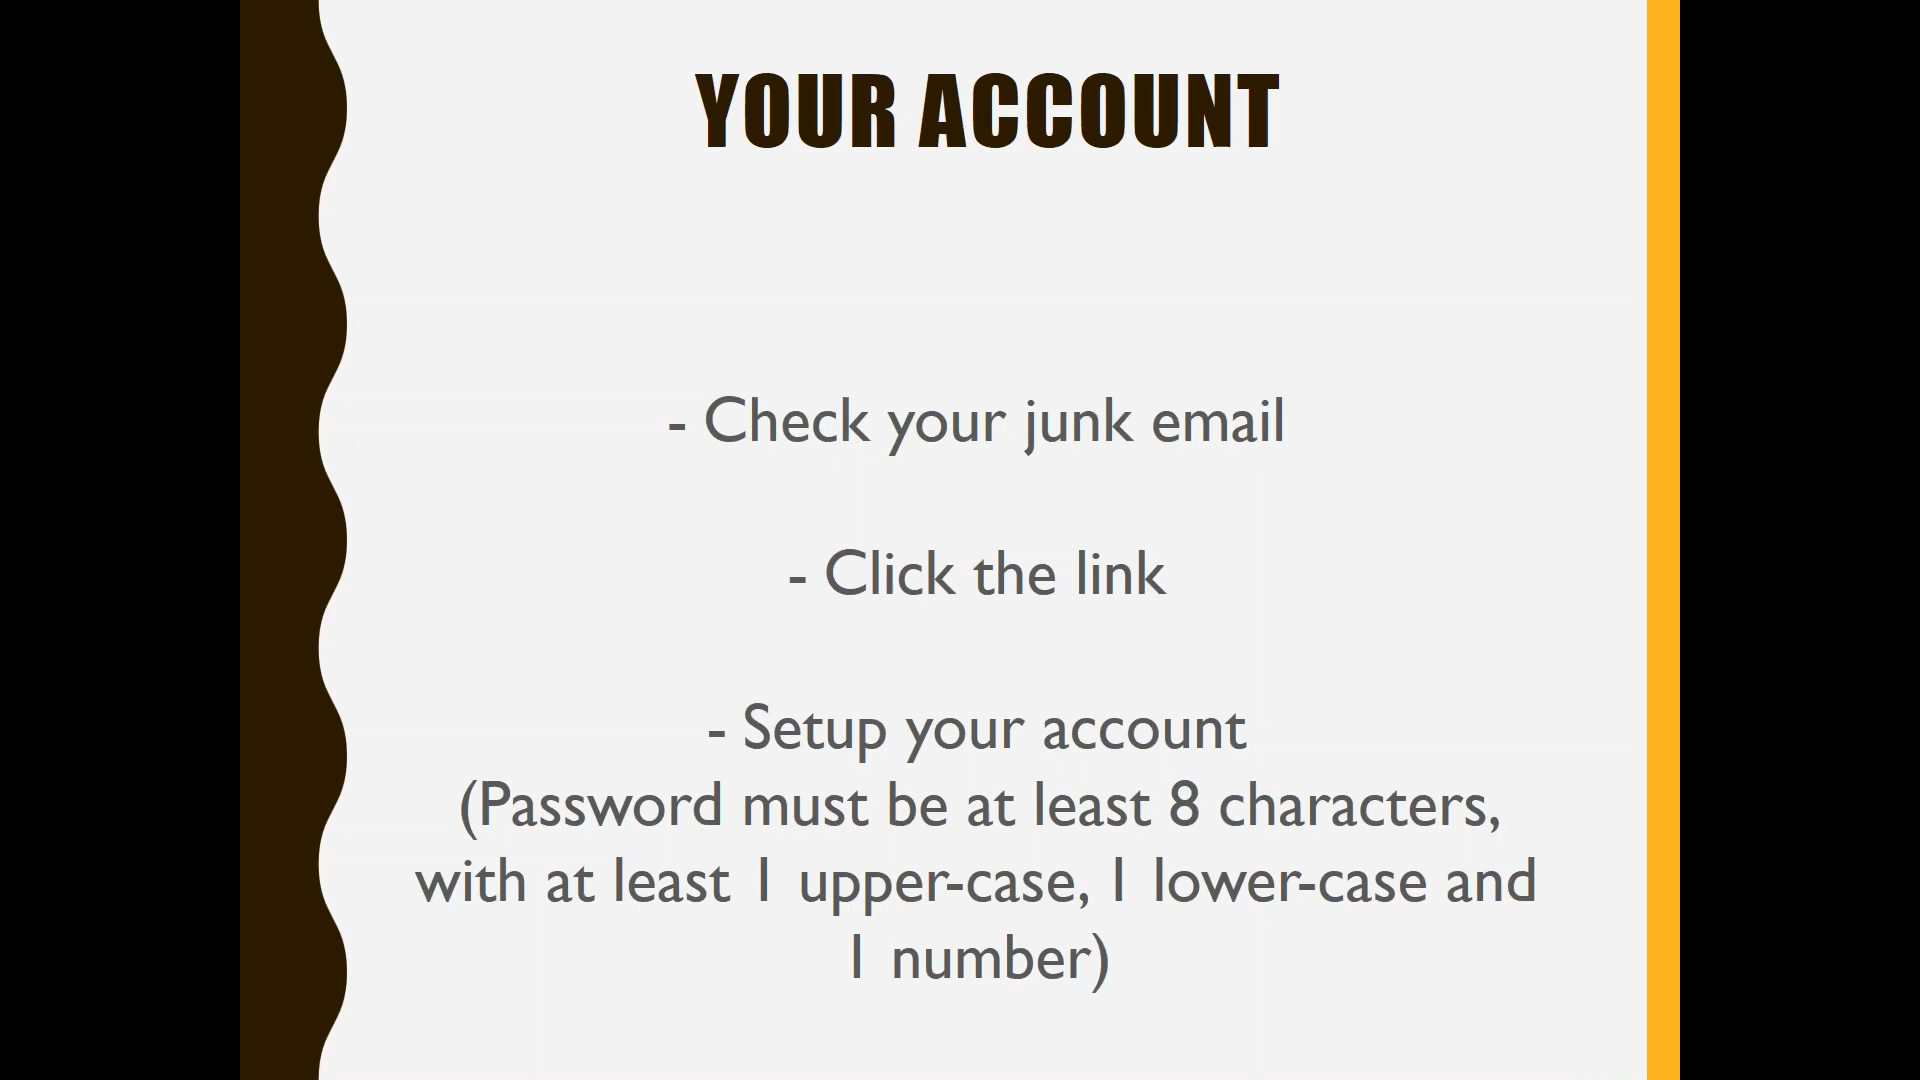 YOUR ACCOUNT
- Check your junk email
- Click the link
- Setup your account
(Password must be at least 8 characters,
with at least 1 upper-case, 1 lower-case and
1 number)